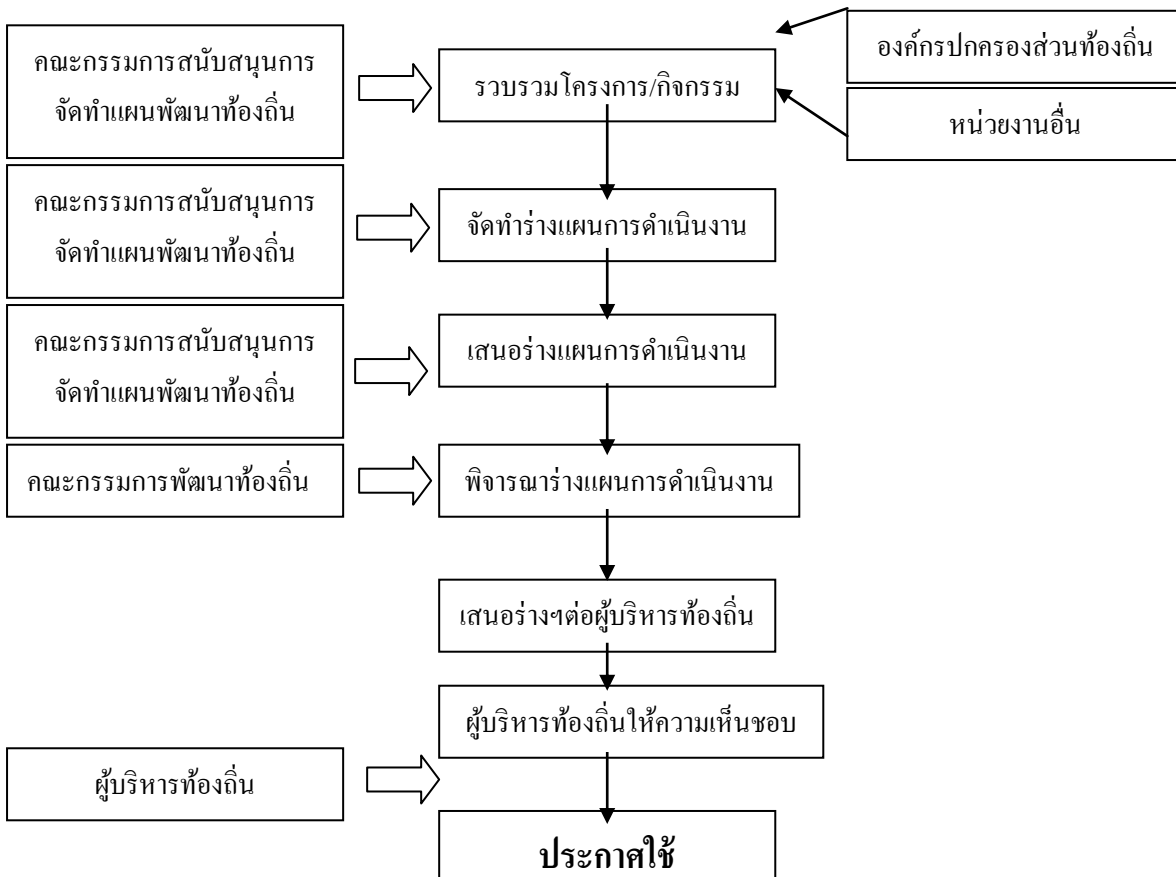 องค์กรปกครองส่วนท้องถิ่น
คณะกรรมการสนับสนุนการ
จัดทำแผนพัฒนาท้องถิ่น
รวบรวมโครงการ/กิจกรรม
หน่วยงานอื่น
คณะกรรมการสนับสนุนการ
จัดทำแผนพัฒนาท้องถิ่น
จัดทำร่างแผนการดำเนินงาน
คณะกรรมการสนับสนุนการ
จัดทำแผนพัฒนาท้องถิ่น
เสนอร่างแผนการดำเนินงาน
คณะกรรมการพัฒนาท้องถิ่น
พิจารณาร่างแผนการดำเนินงาน
เสนอร่างฯต่อผู้บริหารท้องถิ่น
ผู้บริหารท้องถิ่นให้ความเห็นชอบ
ผู้บริหารท้องถิ่น
ประกาศใช้